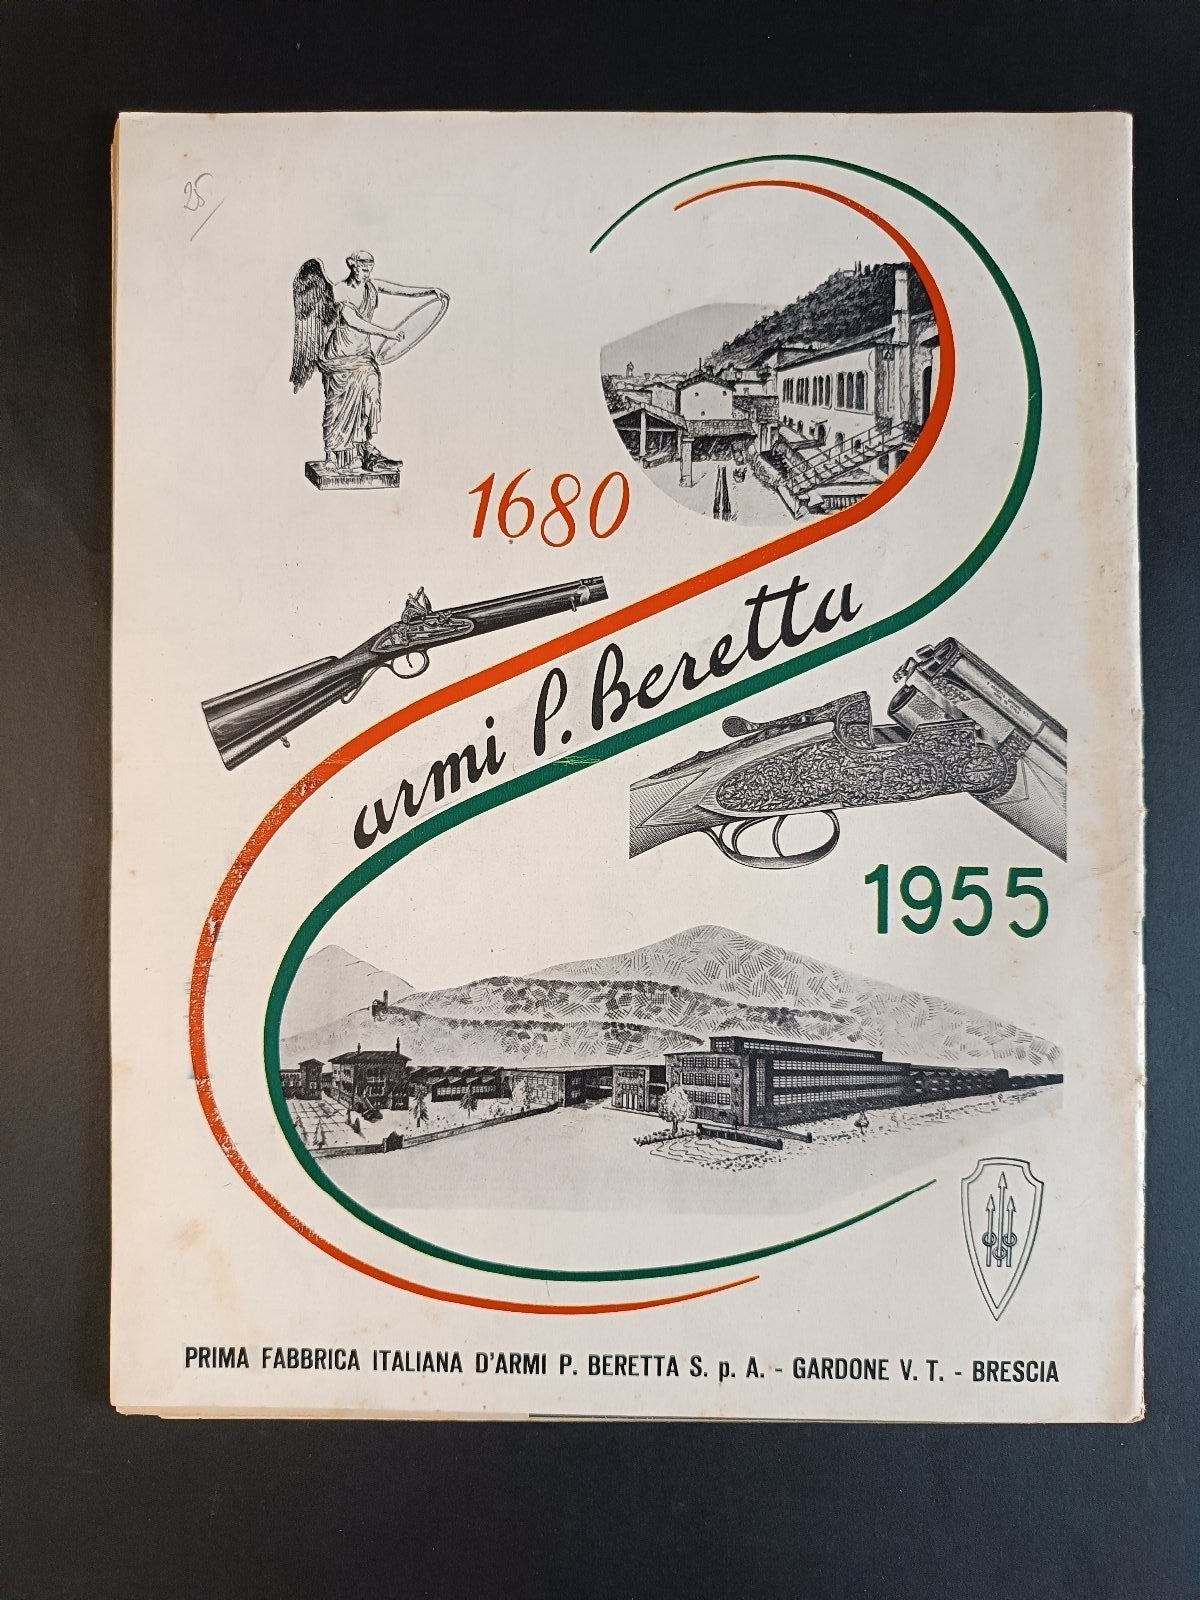 25
1680
armi P. Beretta
1955
PRIMA FABBRICA ITALIANA D'ARMI P. BERETTA S. p. A. - GARDONE V. T. - BRESCIA